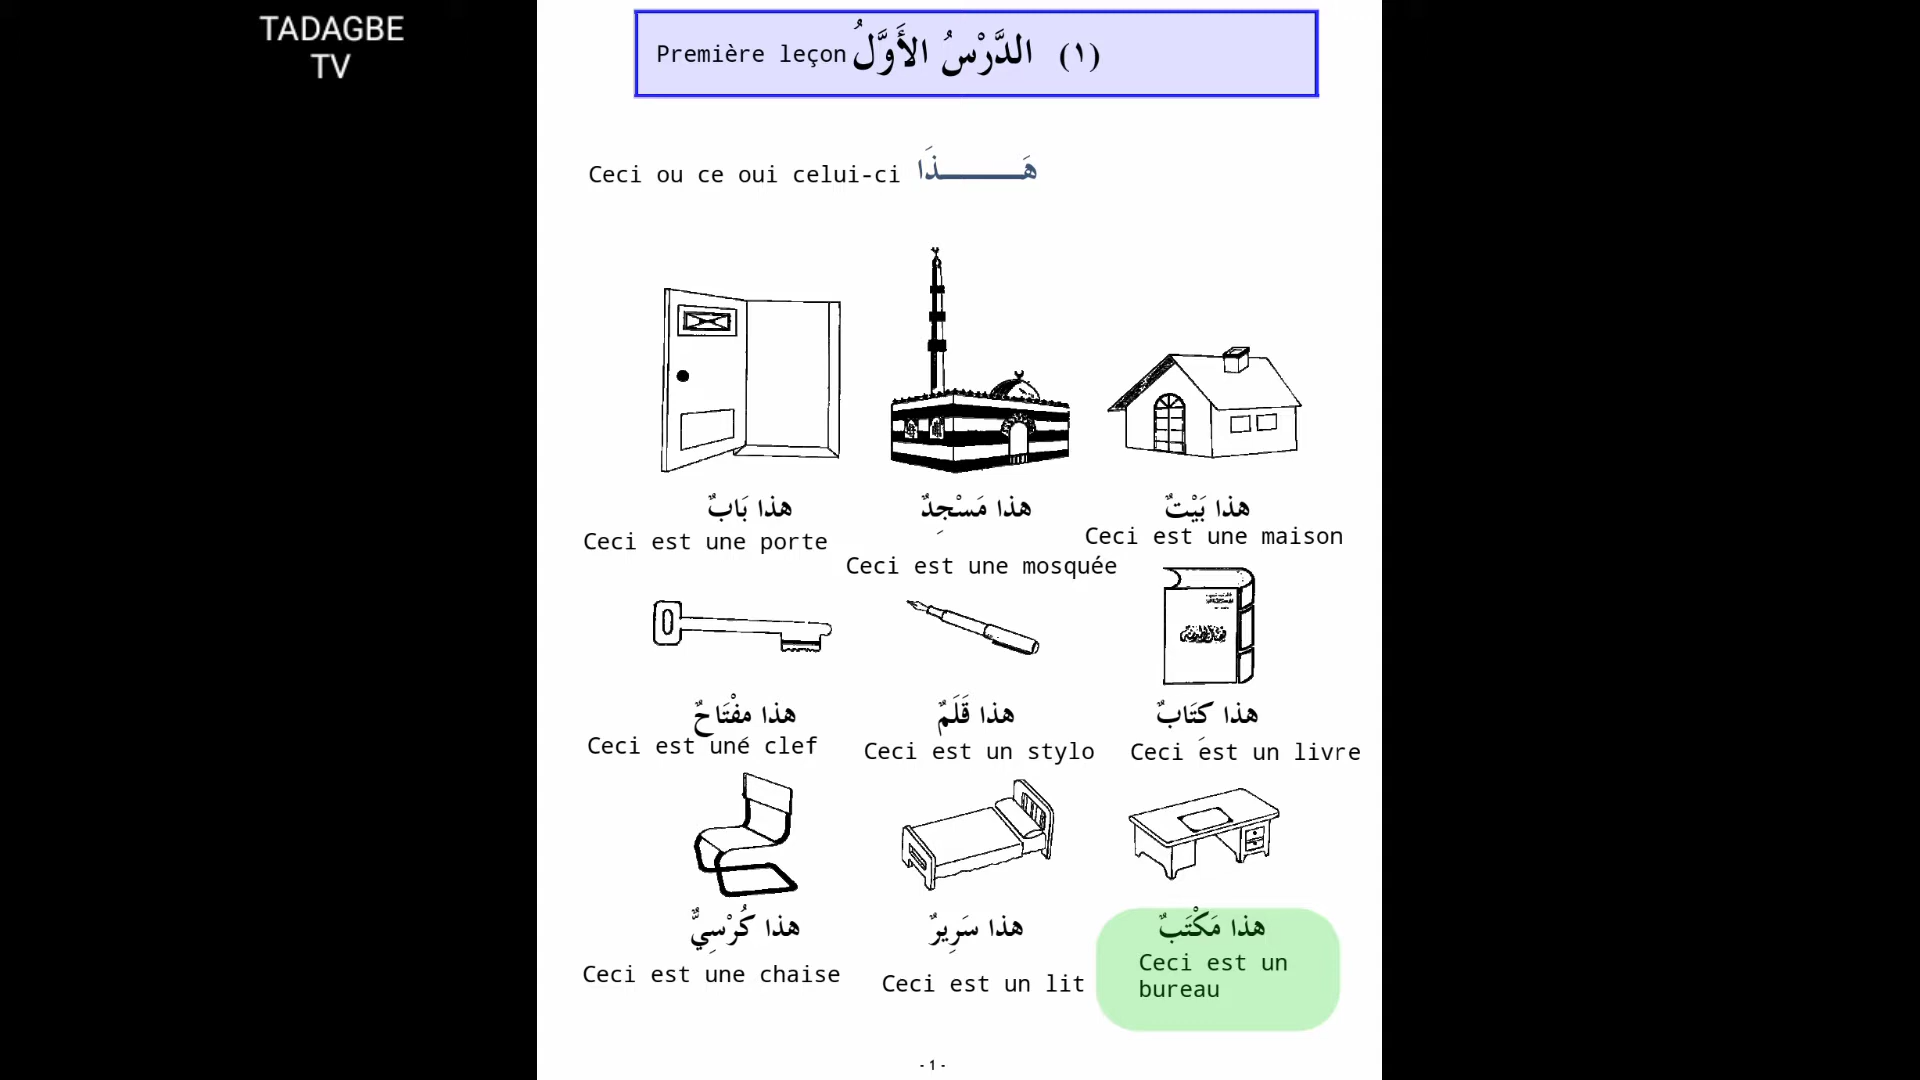 TADAGBE
TV
Première leçon الدَّرْسُ الأَوَّلُ (١)
Ceci ou ce oui celui-ci هَـــــذَا
هذا بَابٌ
Ceci est une porte
هذا مَسْجِدٌ
Ceci est une mosquée
هذا بَيْتٌ
Ceci est une maison
هذا مِفْتَاحٌ
Ceci est une clef
هذا قَلَمٌ
Ceci est un stylo
هذا كِتَابٌ
Ceci est un livre
هذا كُرْسِيٌّ
Ceci est une chaise
هذا سَرِيرٌ
Ceci est un lit
هذا مَكْتَبٌ
Ceci est un
bureau
- 1 -